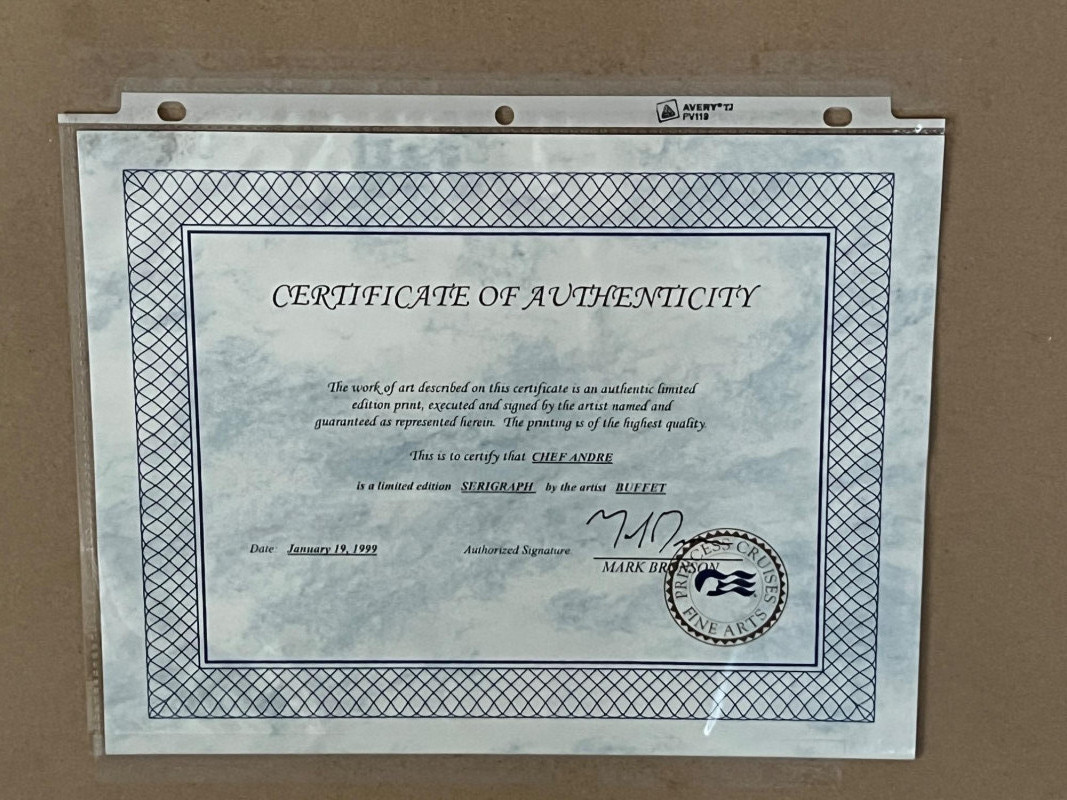 AVERY® TJ
PV119
CERTIFICATE OF AUTHENTICITY
The work of art described on this certificate is an authentic limited
edition print, executed and signed by the artist named and
guaranteed as represented herein. The printing is of the highest quality.
This is to certify that CHEF ANDRE
is a limited edition SERIGRAPH by the artist BUFFET
Date: January 19, 1999 Authorized Signature
MARK BRONSON
PRINCESS CRUISES
FINE ARTS